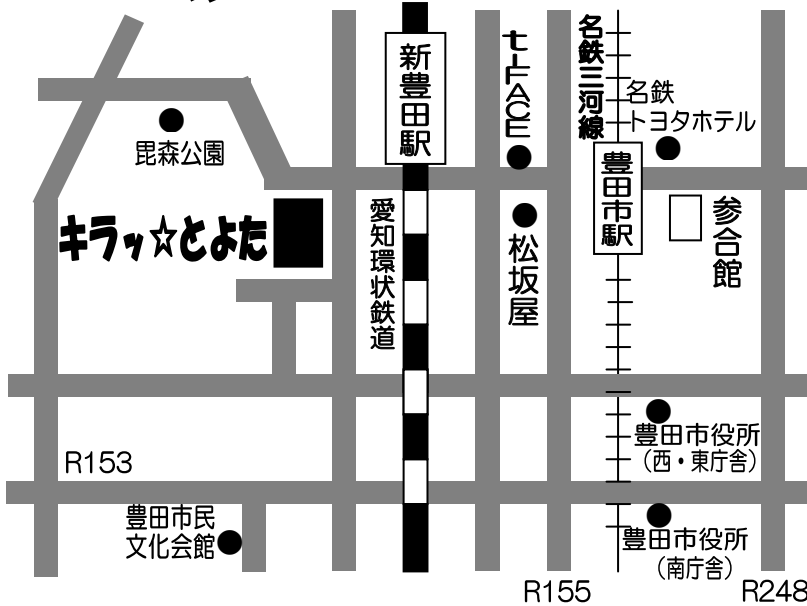 新豊田駅
t-FACE
名鉄三河線
名鉄
トヨタホテル
毘森公園
豊田市駅
キラッ☆とよた
愛知環状鉄道
松坂屋
参合館
豊田市役所
(西・東庁舎)
R153
豊田市民
文化会館
豊田市役所
(南庁舎)
R155
R248